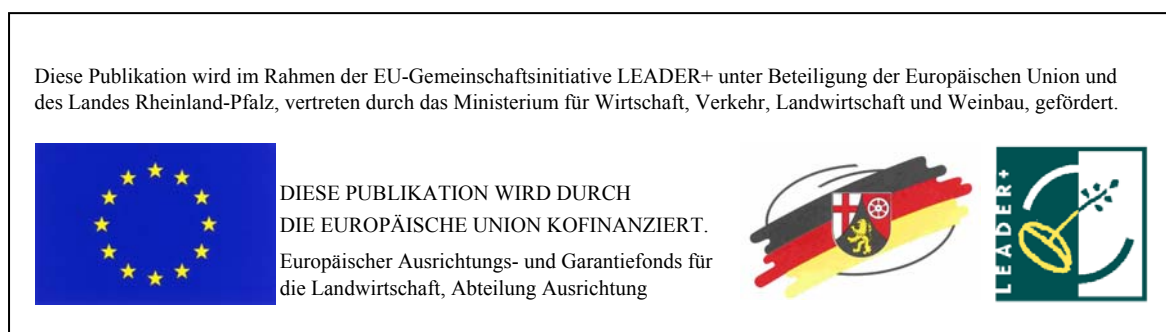 Diese Publikation wird im Rahmen der EU-Gemeinschaftsinitiative LEADER+ unter Beteiligung der Europäischen Union und
des Landes Rheinland-Pfalz, vertreten durch das Ministerium für Wirtschaft, Verkehr, Landwirtschaft und Weinbau, gefördert.
DIESE PUBLIKATION WIRD DURCH
DIE EUROPÄISCHE UNION KOFINANZIERT.
Europäischer Ausrichtungs- und Garantiefonds für
die Landwirtschaft, Abteilung Ausrichtung
LEADER+